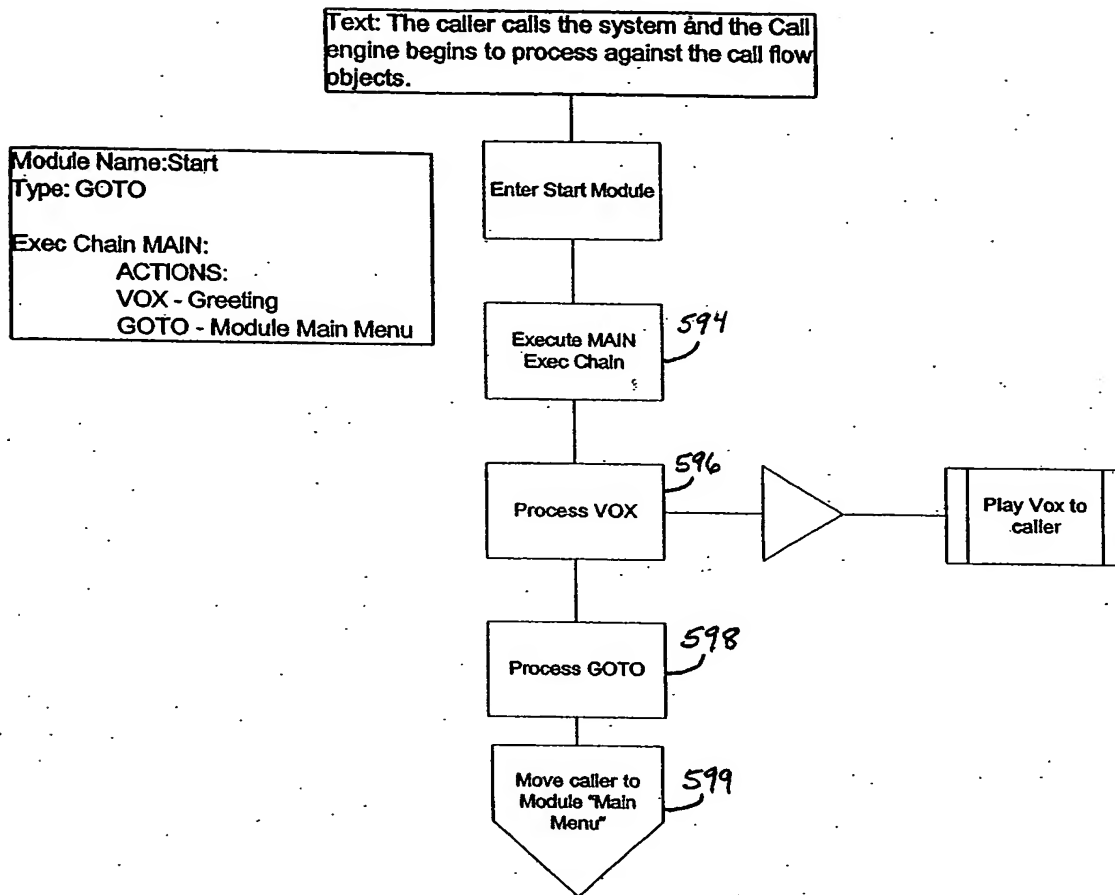 Text: The caller calls the system and the Call
engine begins to process against the call flow
objects.
Module Name:Start
Type: GOTO
Exec Chain MAIN:
ACTIONS:
VOX - Greeting
GOTO - Module Main Menu
Enter Start Module
Execute MAIN
Exec Chain
594
Process VOX
596
Play Vox to
caller
Process GOTO
598
Move caller to
Module "Main
Menu"
599